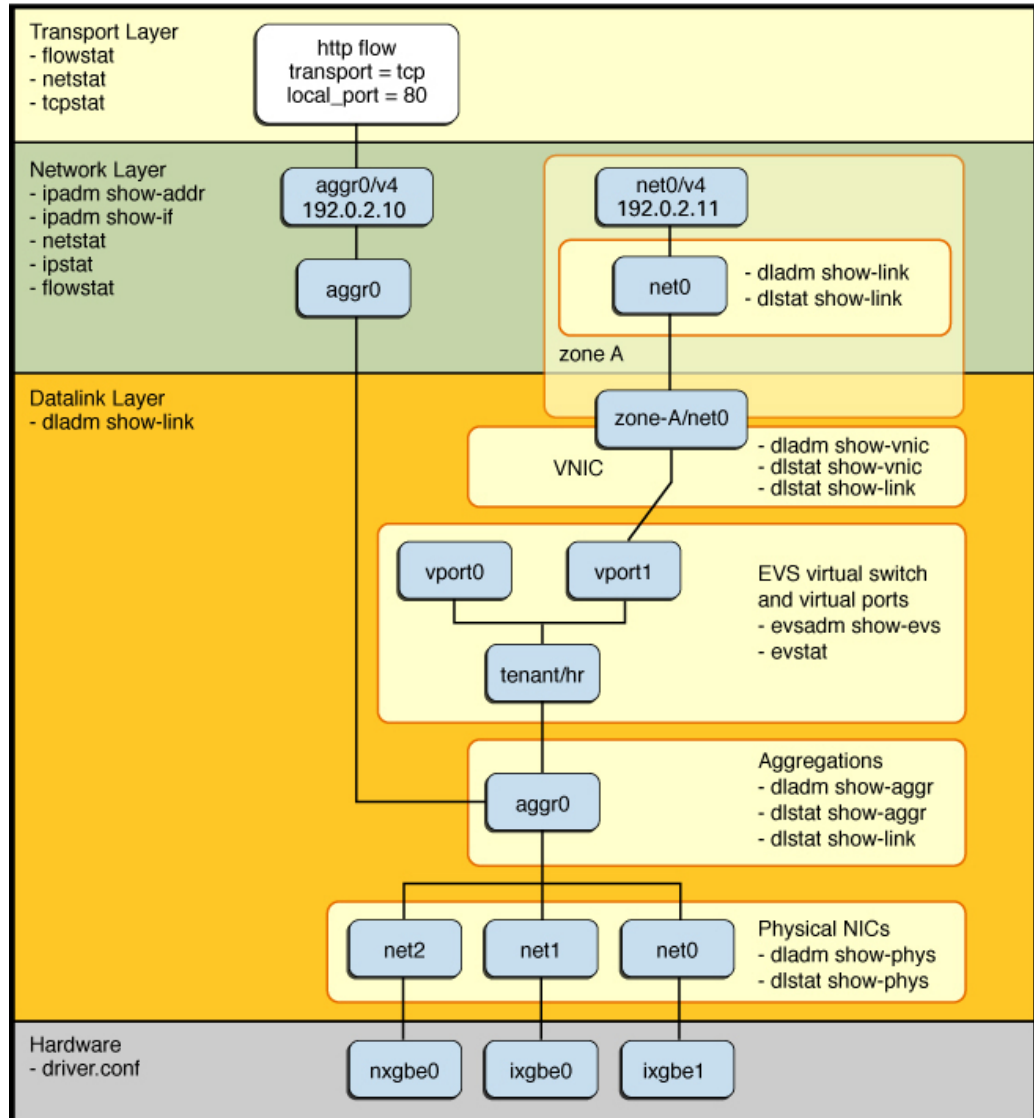 Transport Layer
- flowstat
- netstat
- tcpstat
http flow
transport = tcp
local_port = 80
Network Layer
- ipadm show-addr
- ipadm show-if
- netstat
- ipstat
- flowstat
aggr0/v4
192.0.2.10
aggr0
net0/v4
192.0.2.11
net0
- dladm show-link
- dlstat show-link
zone A
Datalink Layer
- dladm show-link
zone-A/net0
VNIC
- dladm show-vnic
- dlstat show-vnic
- dlstat show-link
vport0
vport1
tenant/hr
EVS virtual switch
and virtual ports
- evsadm show-evs
- evstat
aggr0
Aggregations
- dladm show-aggr
- dlstat show-aggr
- dlstat show-link
net2
net1
net0
Physical NICs
- dladm show-phys
- dlstat show-phys
Hardware
- driver.conf
nxgbe0
ixgbe0
ixgbe1